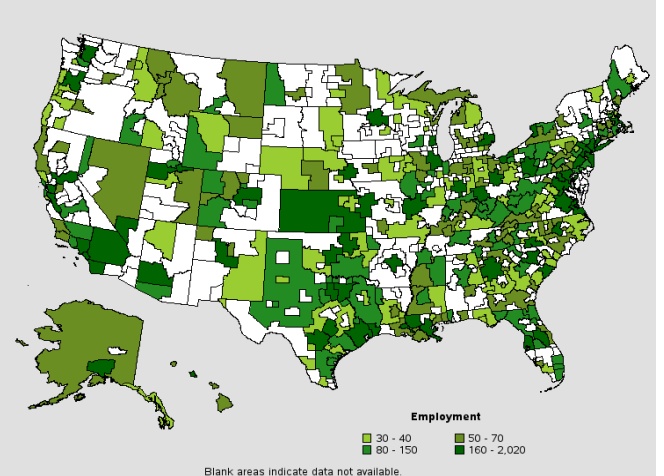 Employment
30 - 40
50 - 70
80 - 150
160 - 2,020
Blank areas indicate data not available.